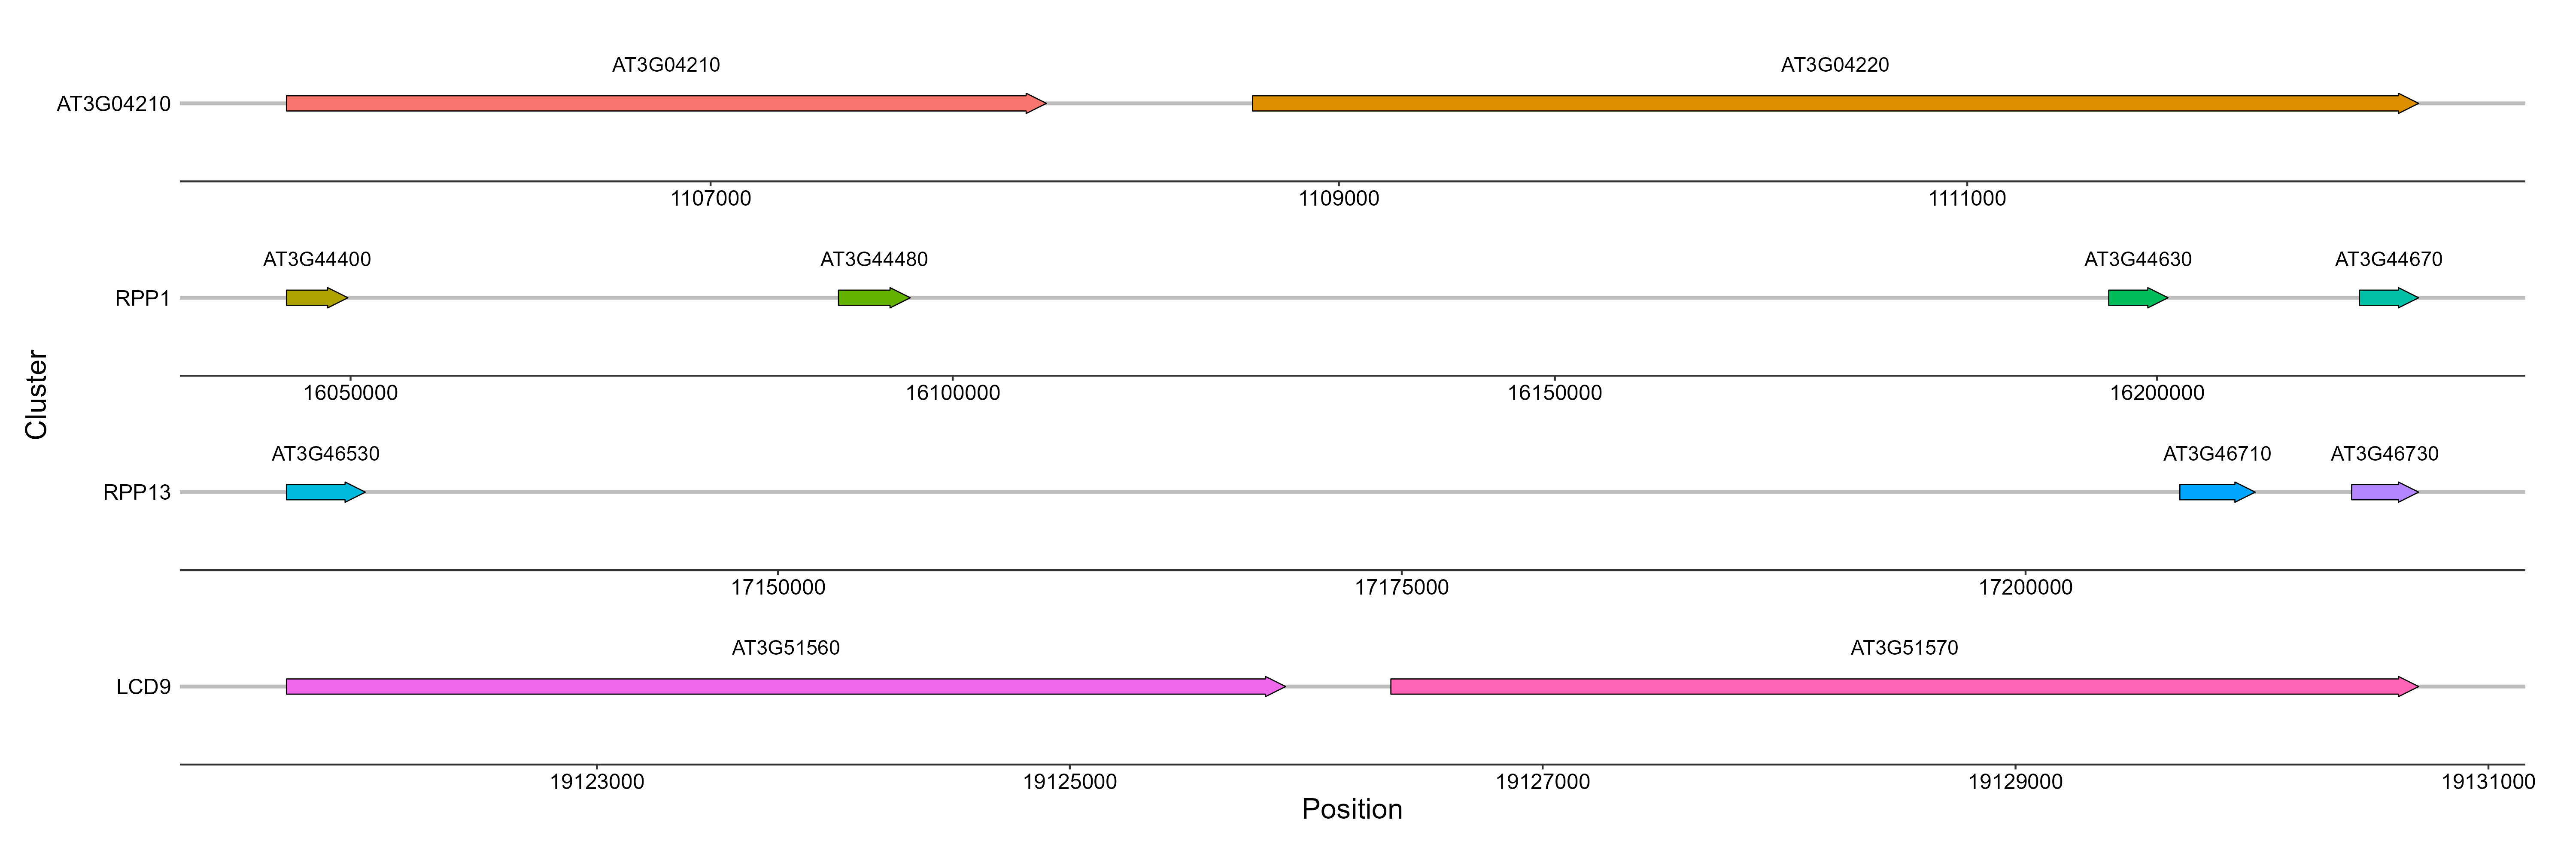 AT3G04210 AT3G04220
AT3G04210
1107000 1109000 1111000
AT3G44400 AT3G44480 AT3G44630 AT3G44670
RPP1
16050000 16100000 16150000 16200000
Cluster
AT3G46530 AT3G46710 AT3G46730
RPP13
17150000 17175000 17200000
AT3G51560 AT3G51570
LCD9
19123000 19125000 19127000 19129000 19131000
Position